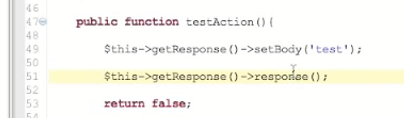 46
47 public function testAction(){
48
49 $this->getResponse()->setBody('test');
50
51 $this->getResponse()->response();
52
53 return false;
54